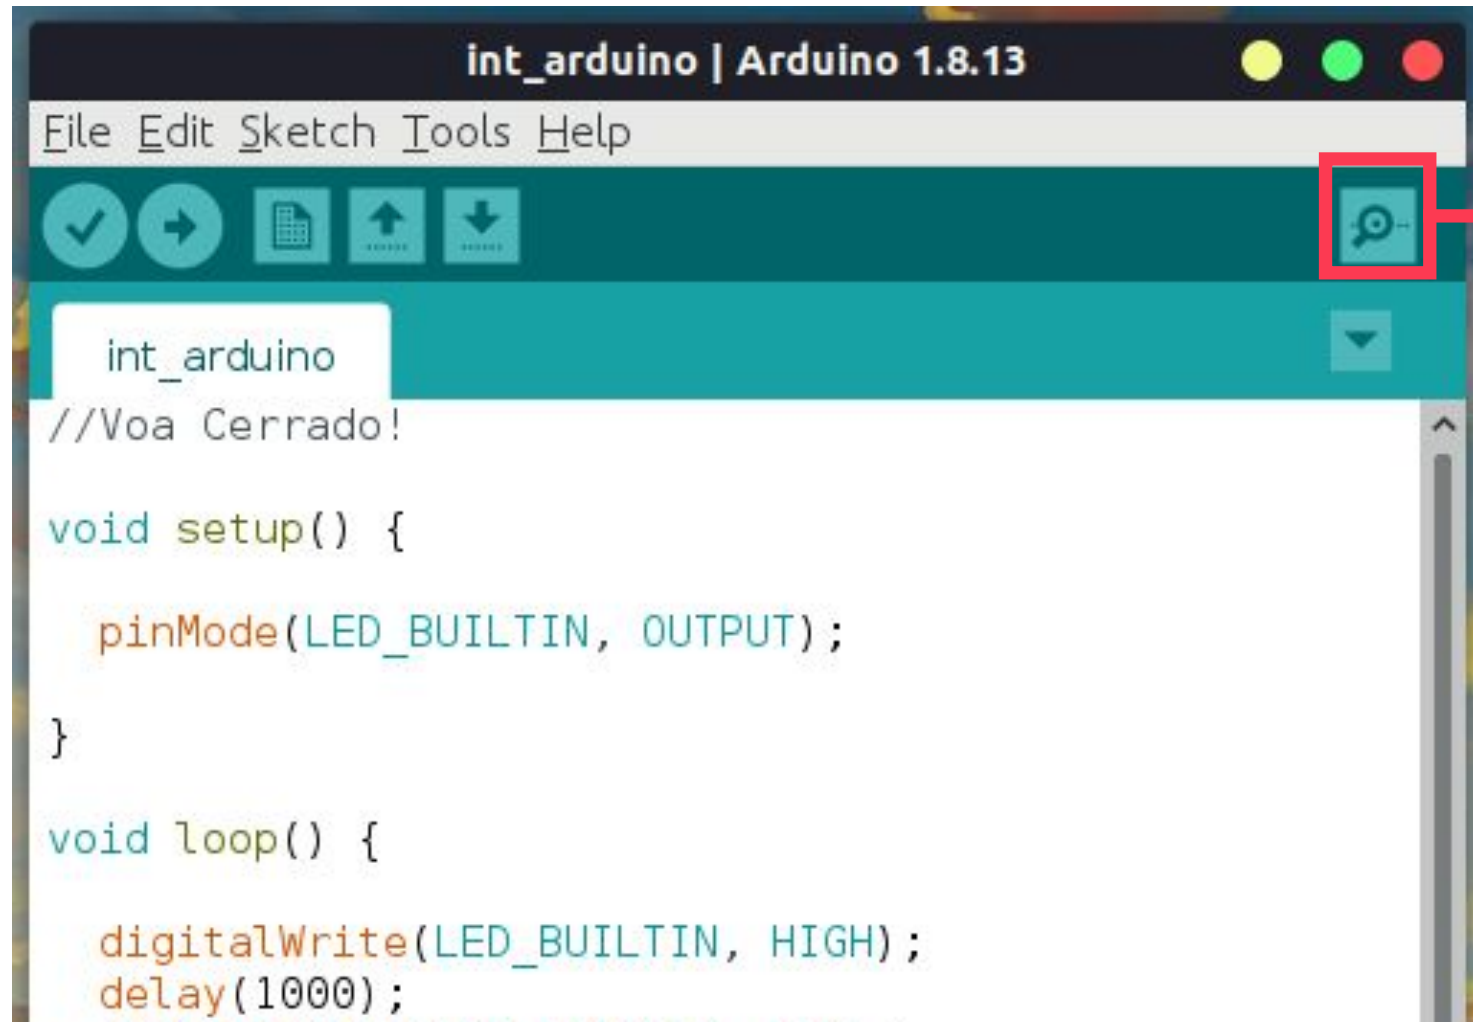 int_arduino | Arduino 1.8.13
File Edit Sketch Tools Help
int_arduino
//Voa Cerrado!
void setup() {
pinMode(LED_BUILTIN, OUTPUT);
}
void loop() {
digitalWrite(LED_BUILTIN, HIGH);
delay(1000);